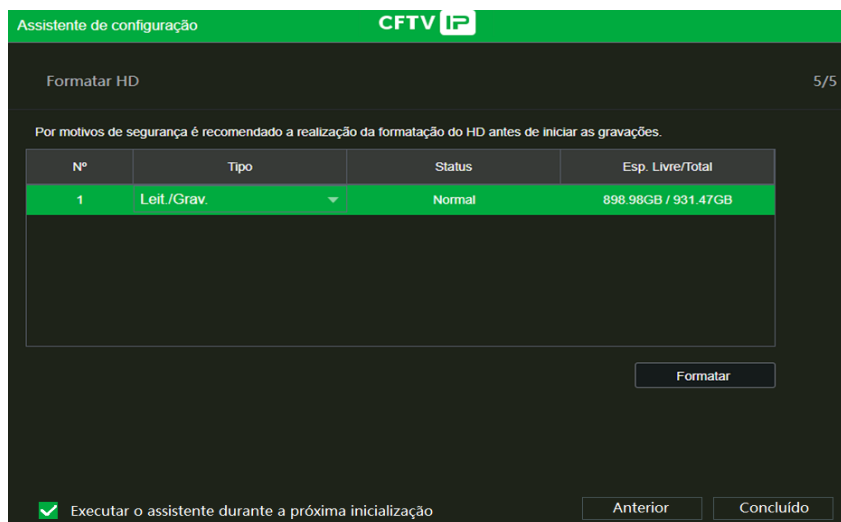 Assistente de configuração
CFTV IP
Formatar HD
5/5
Por motivos de segurança é recomendado a realização da formatação do HD antes de iniciar as gravações.
Nº Tipo Status Esp. Livre/Total
1 Leit./Grav. Normal 898.98GB / 931.47GB
Formatar
Executar o assistente durante a próxima inicialização
Anterior Concluído